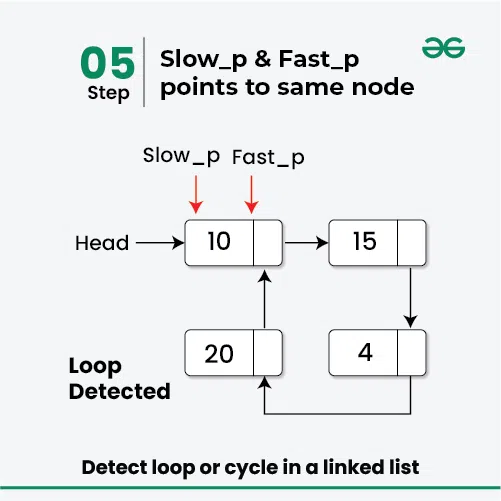 05
Step
Slow_p & Fast_p
points to same node
Slow_p Fast_p
Head
10
15
20
4
Loop
Detected
Detect loop or cycle in a linked list